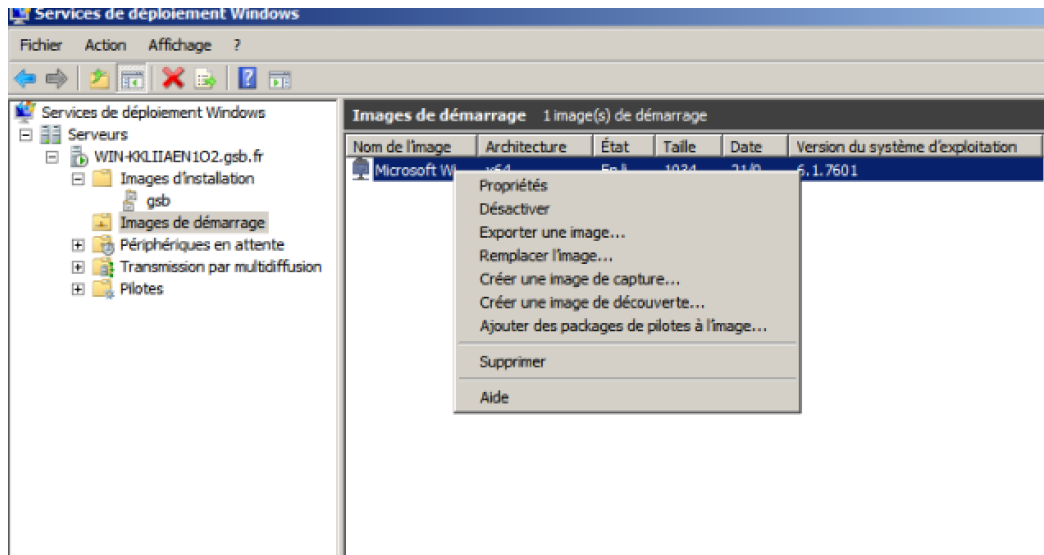 Services de déploiement Windows
Fichier Action Affichage ?
Services de déploiement Windows
Serveurs
WIN-KKLIIAEN1O2.gsb.fr
Images d'installation
gsb
Images de démarrage
Périphériques en attente
Transmission par multidiffusion
Pilotes
Images de démarrage 1 image(s) de démarrage
Nom de l'image Architecture État Taille Date Version du système d'exploitation
Microsoft Wi 6.1.7601
Propriétés
Désactiver
Exporter une image...
Remplacer l'image...
Créer une image de capture...
Créer une image de découverte...
Ajouter des packages de pilotes à l'image...
Supprimer
Aide